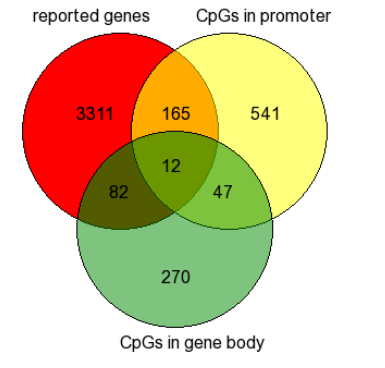 reported genes CpGs in promoter
3311 165 541
12
82 47
270
CpGs in gene body